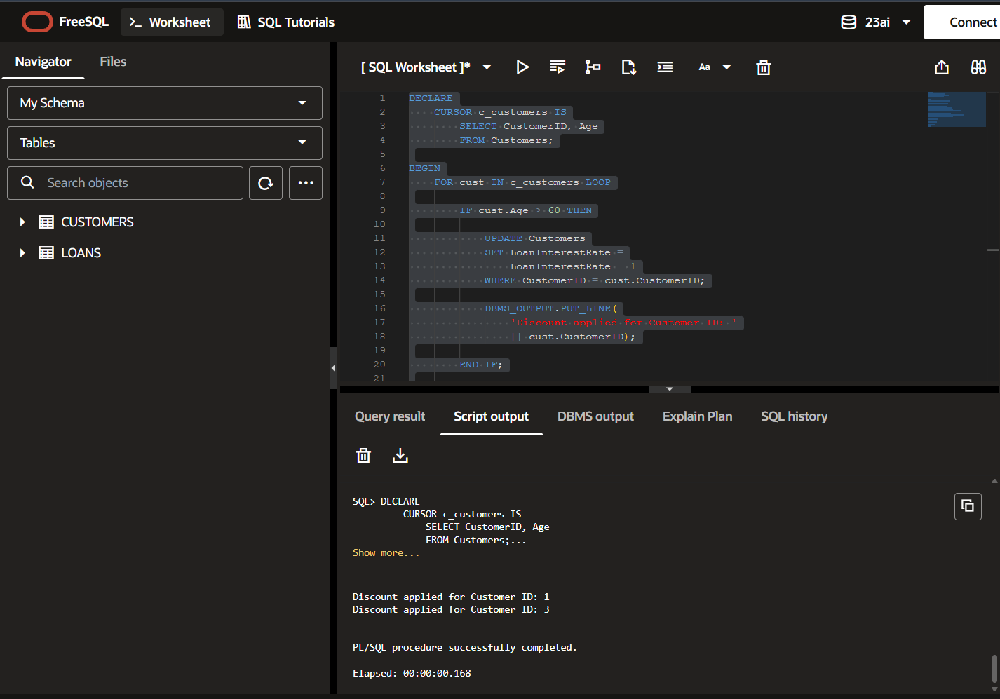 FreeSQL
Worksheet
SQL Tutorials
23ai
Connect
Navigator
Files
My Schema
Tables
Search objects
CUSTOMERS
LOANS
[ SQL Worksheet ]*
Aa
1 DECLARE
2 CURSOR c_customers IS
3 SELECT CustomerID, Age
4 FROM Customers;
5
6 BEGIN
7 FOR cust IN c_customers LOOP
8
9 IF cust.Age > 60 THEN
10
11 UPDATE Customers
12 SET LoanInterestRate =
13 LoanInterestRate - 1
14 WHERE CustomerID = cust.CustomerID;
15
16 DBMS_OUTPUT.PUT_LINE(
17 'Discount applied for Customer ID: '
18 || cust.CustomerID);
19
20 END IF;
21
Query result
Script output
DBMS output
Explain Plan
SQL history
SQL> DECLARE
CURSOR c_customers IS
SELECT CustomerID, Age
FROM Customers;...
Show more...
Discount applied for Customer ID: 1
Discount applied for Customer ID: 3
PL/SQL procedure successfully completed.
Elapsed: 00:00:00.168